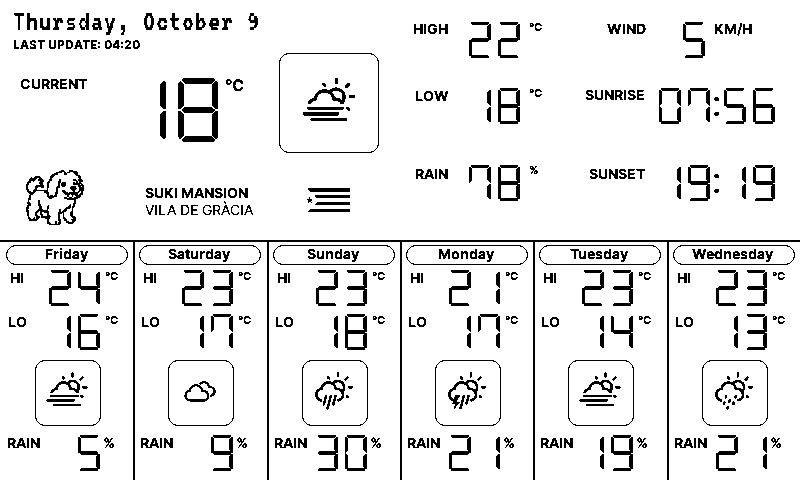 Thursday, October 9
LAST UPDATE: 04:20
CURRENT 18 °C
SUKI MANSION
VILA DE GRÀCIA
HIGH 22 °C
LOW 18 °C
RAIN 78 %
WIND 5 KM/H
SUNRISE 07:56
SUNSET 19:19
Friday
HI 24 °C
LO 16 °C
RAIN 5 %
Saturday
HI 23 °C
LO 17 °C
RAIN 9 %
Sunday
HI 23 °C
LO 18 °C
RAIN 30 %
Monday
HI 21 °C
LO 17 °C
RAIN 21 %
Tuesday
HI 23 °C
LO 14 °C
RAIN 19 %
Wednesday
HI 23 °C
LO 13 °C
RAIN 21 %